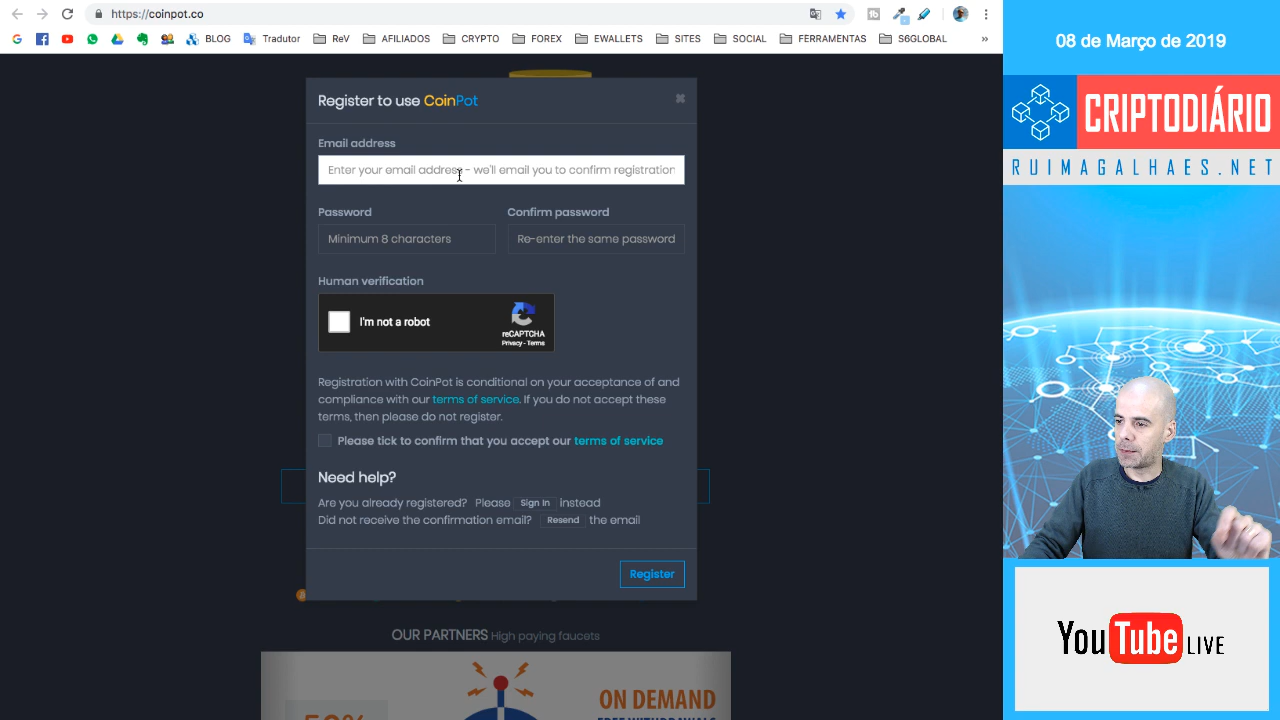 https://coinpot.co
BLOG
Tradutor
ReV
AFILIADOS
CRYPTO
FOREX
EWALLETS
SITES
SOCIAL
FERRAMENTAS
S6GLOBAL
»
08 de Março de 2019
CRIPTODIÁRIO
RUIMAGALHAES.NET
Register to use CoinPot
Email address
Enter your email address - we'll email you to confirm registration
Password
Confirm password
Minimum 8 characters
Re-enter the same password
Human verification
I'm not a robot
reCAPTCHA
Privacy - Terms
Registration with CoinPot is conditional on your acceptance of and
compliance with our terms of service. If you do not accept these
terms, then please do not register.
Please tick to confirm that you accept our terms of service
Need help?
Are you already registered? Please Sign In instead
Did not receive the confirmation email? Resend the email
Register
OUR PARTNERS High paying faucets
ON DEMAND
YouTube LIVE